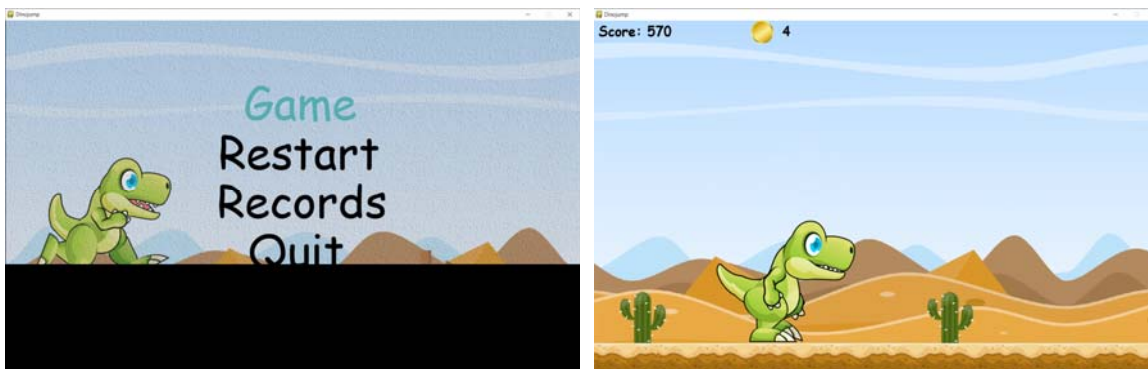 Dinojump
Game
Restart
Records
Quit
Dinojump
Score: 570 4